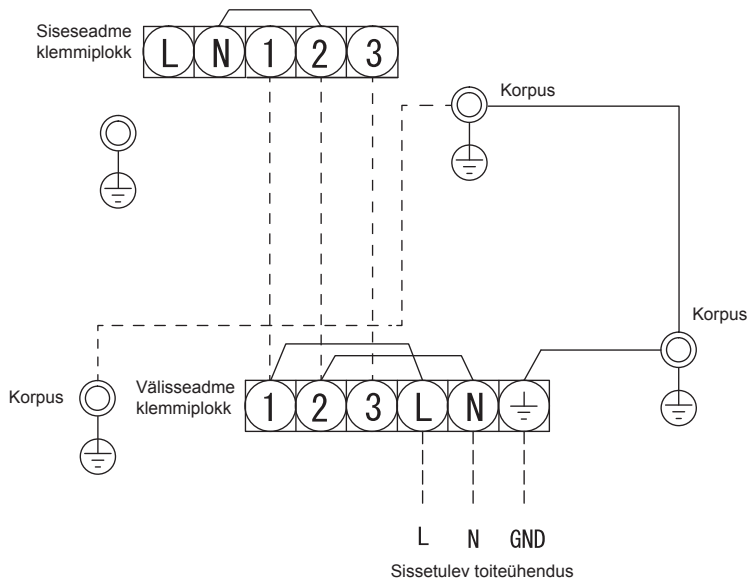 Siseseadme
klemmiplokk
L N 1 2 3
Korpus
Korpus
Korpus
Välisseadme
klemmiplokk
1 2 3 L N
L N GND
Sissetulev toiteühendus